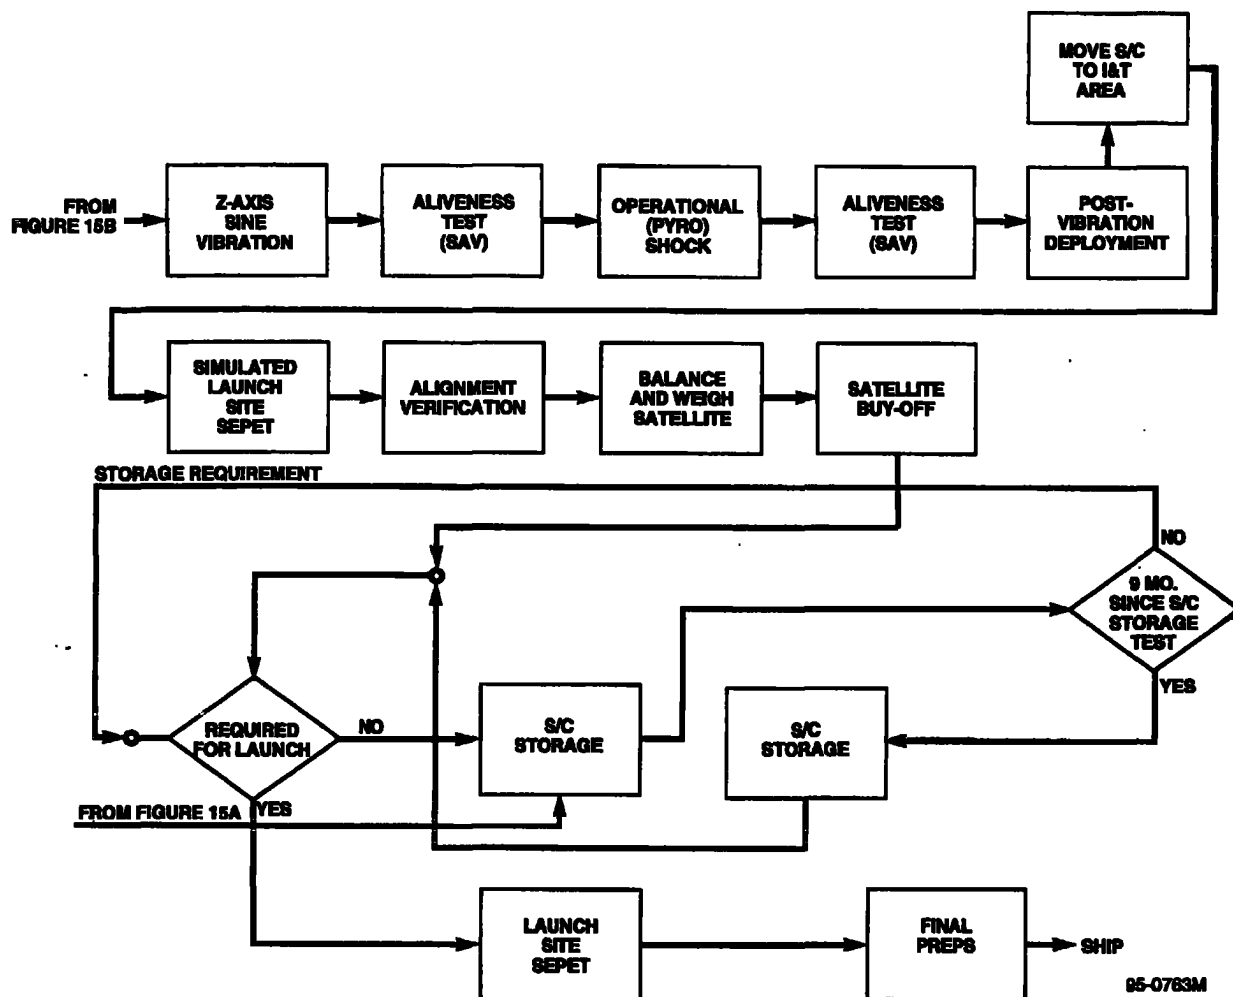 MOVE S/C
TO I&T
AREA
FROM
FIGURE 15B
Z-AXIS
SINE
VIBRATION
ALIVENESS
TEST
(SAV)
OPERATIONAL
(PYRO)
SHOCK
ALIVENESS
TEST
(SAV)
POST-
VIBRATION
DEPLOYMENT
SIMULATED
LAUNCH
SITE
SEPET
ALIGNMENT
VERIFICATION
BALANCE
AND WEIGH
SATELLITE
SATELLITE
BUY-OFF
STORAGE REQUIREMENT
NO
9 MO.
SINCE S/C
STORAGE
TEST
YES
REQUIRED
FOR LAUNCH
NO
S/C
STORAGE
S/C
STORAGE
FROM FIGURE 15A
YES
LAUNCH
SITE
SEPET
FINAL
PREPS
SHIP
95-0763M